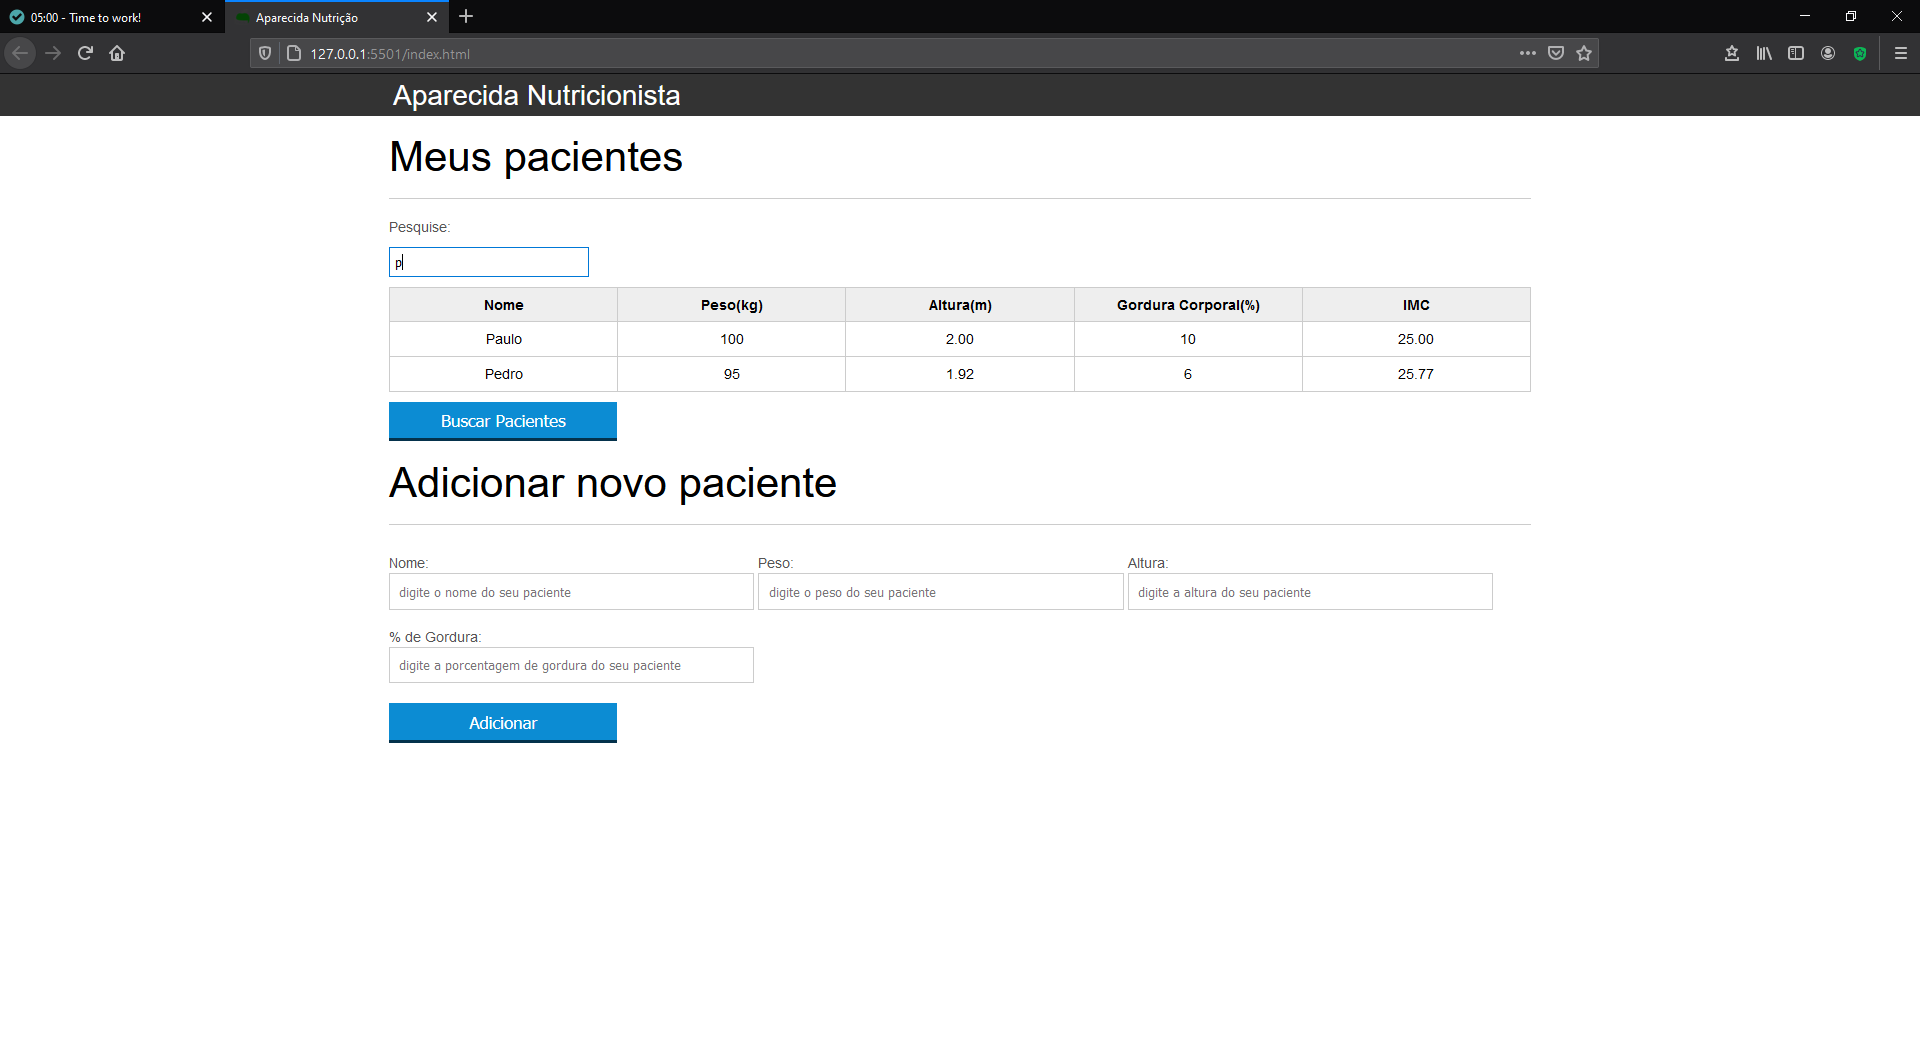 05:00 - Time to work!
Aparecida Nutrição
127.0.0.1:5501/index.html
Aparecida Nutricionista
Meus pacientes
Pesquise:
p
Nome Peso(kg) Altura(m) Gordura Corporal(%) IMC
Paulo 100 2.00 10 25.00
Pedro 95 1.92 6 25.77
Buscar Pacientes
Adicionar novo paciente
Nome: Peso: Altura:
digite o nome do seu paciente digite o peso do seu paciente digite a altura do seu paciente
% de Gordura:
digite a porcentagem de gordura do seu paciente
Adicionar